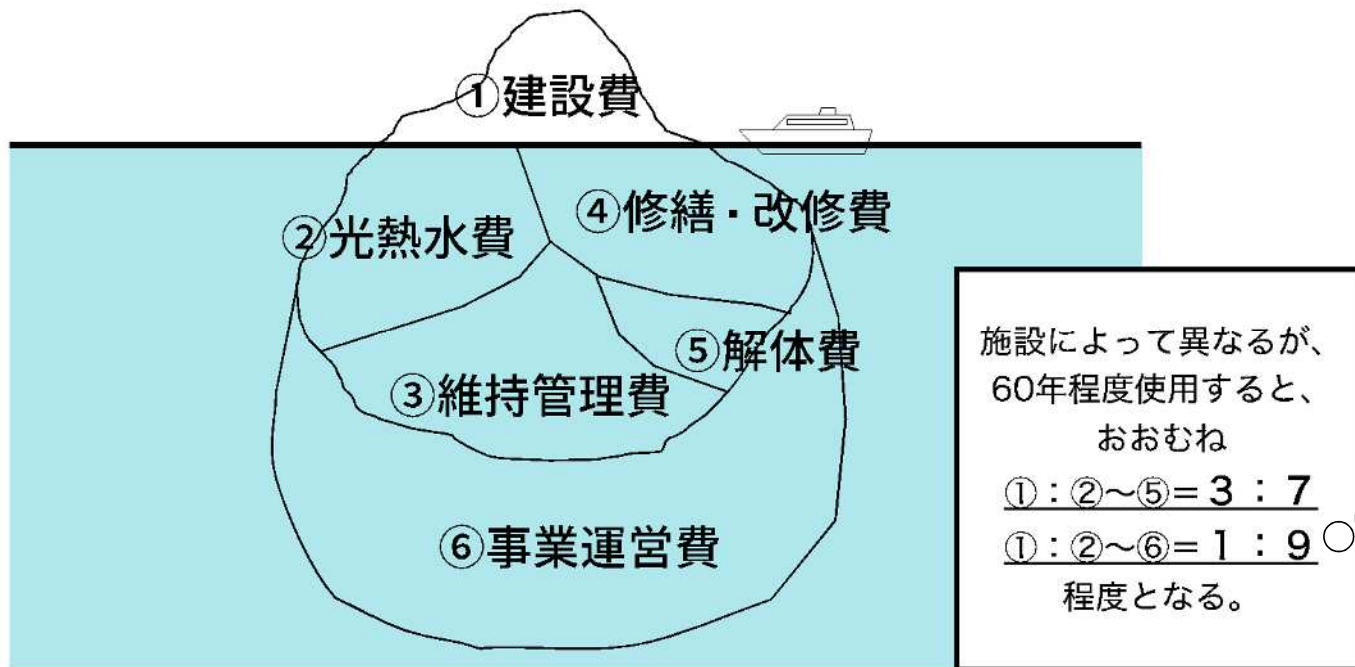 ①建設費
②光熱水費
④修繕・改修費
⑤解体費
③維持管理費
⑥事業運営費
施設によって異なるが、
60年程度使用すると、
おおむね
①:②~⑤=3:7
①:②~⑥=1:9
程度となる。